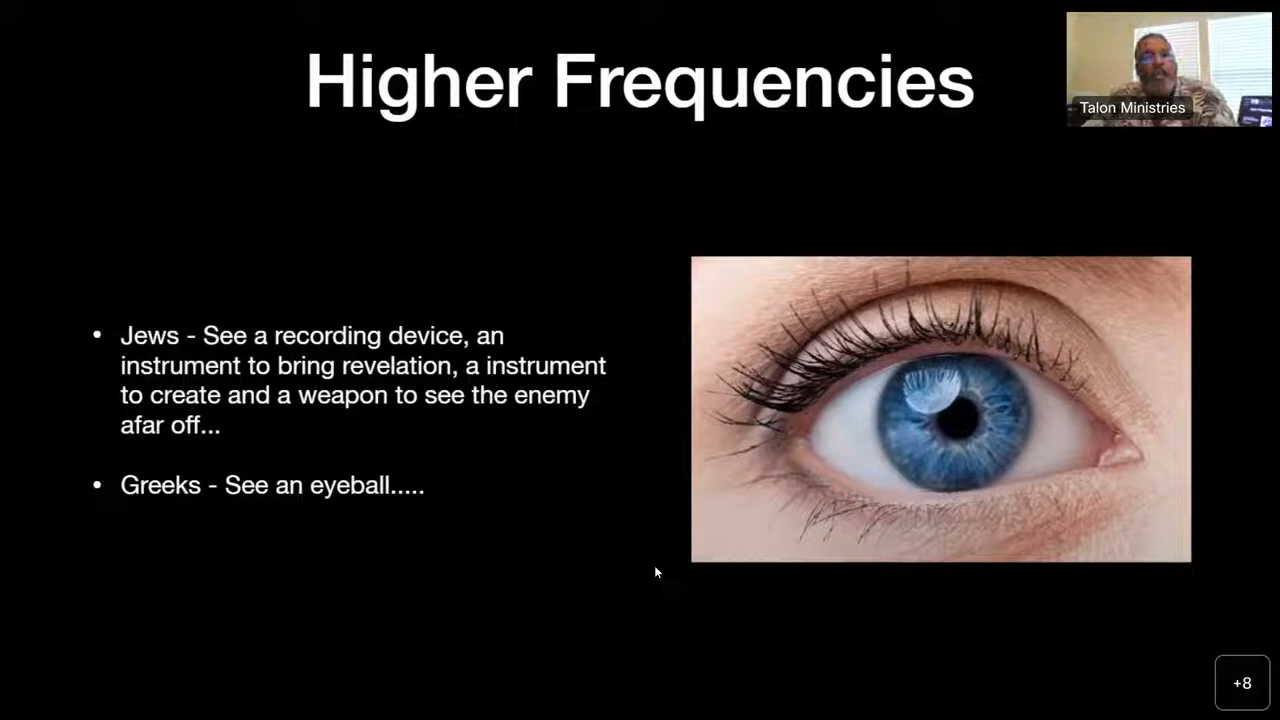 Higher Frequencies
Talon Ministries
• Jews - See a recording device, an
instrument to bring revelation, a instrument
to create and a weapon to see the enemy
afar off...
• Greeks - See an eyeball.....
+8